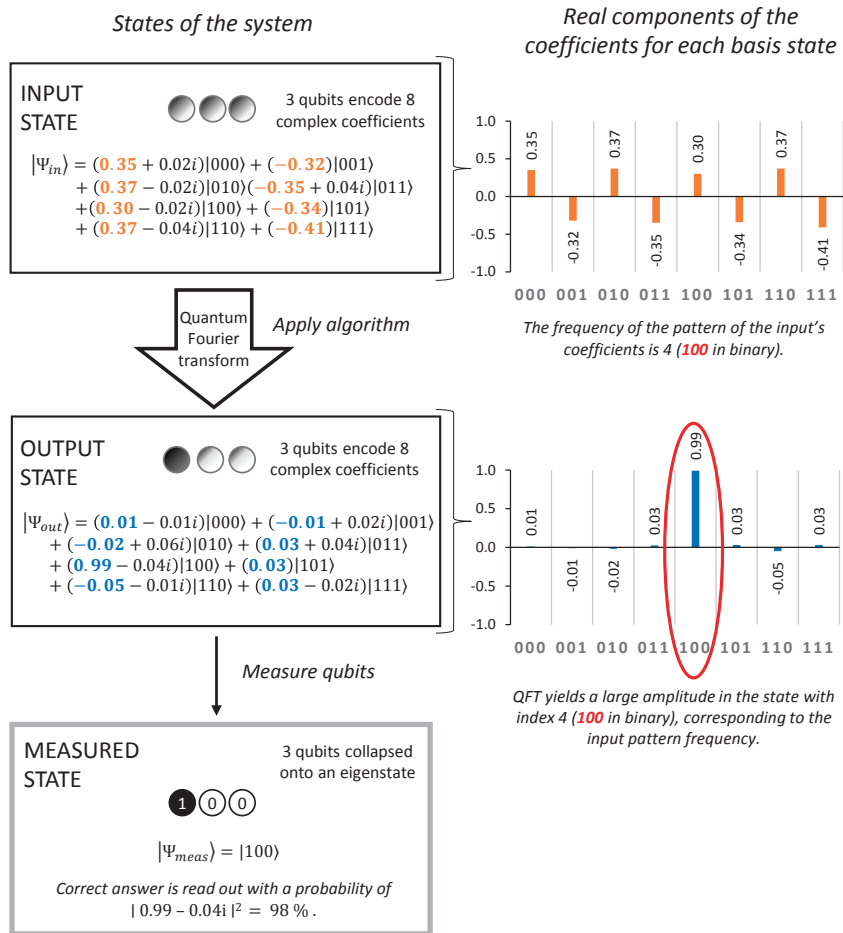 States of the system
Real components of the
coefficients for each basis state
INPUT
STATE
3 qubits encode 8
complex coefficients
|Ψin⟩ = (0.35 + 0.02i)|000⟩ + (−0.32)|001⟩
+ (0.37 − 0.02i)|010⟩(−0.35 + 0.04i)|011⟩
+(0.30 − 0.02i)|100⟩ + (−0.34)|101⟩
+ (0.37 − 0.04i)|110⟩ + (−0.41)|111⟩
1.0
0.5
0.0
-0.5
-1.0
0.35
-0.32
0.37
-0.35
0.30
-0.34
0.37
-0.41
000 001 010 011 100 101 110 111
The frequency of the pattern of the input's
coefficients is 4 (100 in binary).
Quantum
Fourier
transform
Apply algorithm
OUTPUT
STATE
3 qubits encode 8
complex coefficients
|Ψout⟩ = (0.01 − 0.01i)|000⟩ + (−0.01 + 0.02i)|001⟩
+ (−0.02 + 0.06i)|010⟩ + (0.03 + 0.04i)|011⟩
+ (0.99 − 0.04i)|100⟩ + (0.03)|101⟩
+ (−0.05 − 0.01i)|110⟩ + (0.03 − 0.02i)|111⟩
1.0
0.5
0.0
-0.5
-1.0
0.01
-0.01
-0.02
0.03
0.99
0.03
-0.05
0.03
000 001 010 011 100 101 110 111
QFT yields a large amplitude in the state with
index 4 (100 in binary), corresponding to the
input pattern frequency.
Measure qubits
MEASURED
STATE
3 qubits collapsed
onto an eigenstate
1 0 0
|Ψmeas⟩ = |100⟩
Correct answer is read out with a probability of
| 0.99 – 0.04i |² = 98 % .